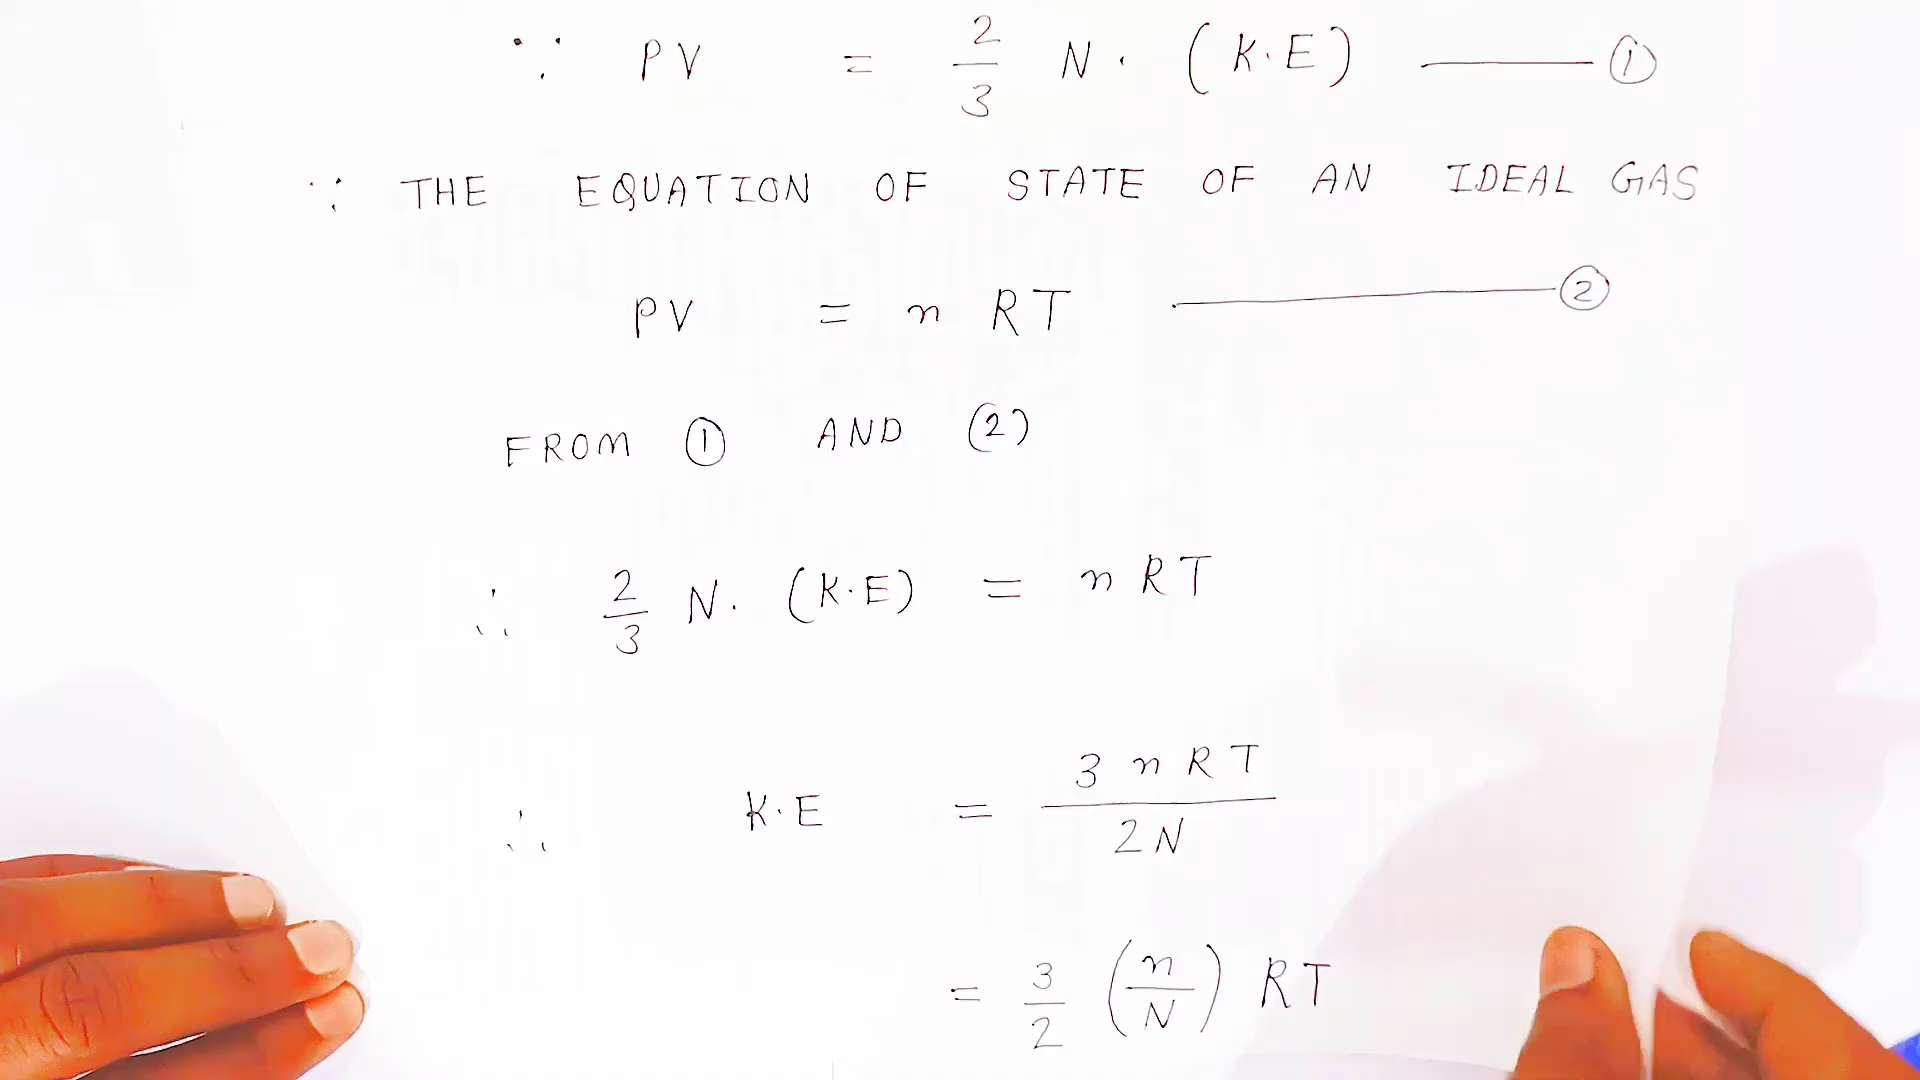 ∵ PV = 2/3 N. (K.E) —— ①
∵ THE EQUATION OF STATE OF AN IDEAL GAS
PV = n RT —— ②
FROM ① AND (2)
∴ 2/3 N. (K.E) = n RT
∴ K.E = 3 n RT / 2N
= 3/2 (n/N) RT